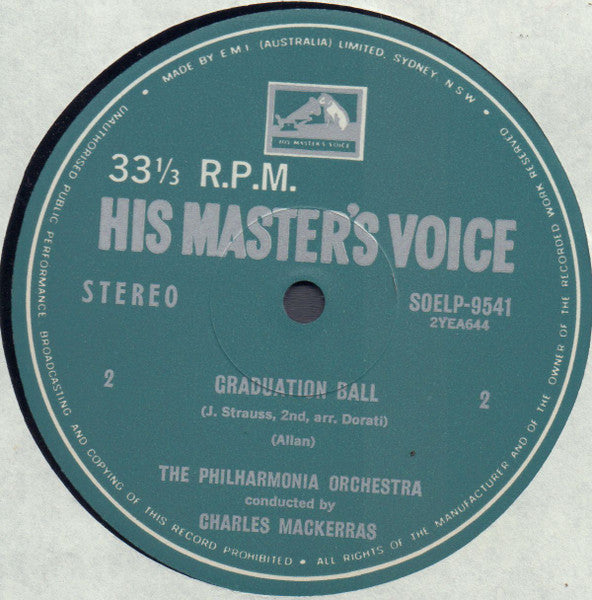 MADE BY E M I (AUSTRALIA) LIMITED, SYDNEY, N S W •
HIS MASTER'S VOICE
33⅓ R.P.M.
HIS MASTER'S VOICE
STEREO
SOELP-9541
2YEA644
2 GRADUATION BALL 2
(J. Strauss, 2nd, arr. Dorati)
(Allan)
THE PHILHARMONIA ORCHESTRA
conducted by
CHARLES MACKERRAS
ALL RIGHTS OF THE MANUFACTURER AND OF THE OWNER OF THE RECORDED WORK RESERVED
UNAUTHORISED PUBLIC PERFORMANCE BROADCASTING AND COPYING OF THIS RECORD PROHIBITED •